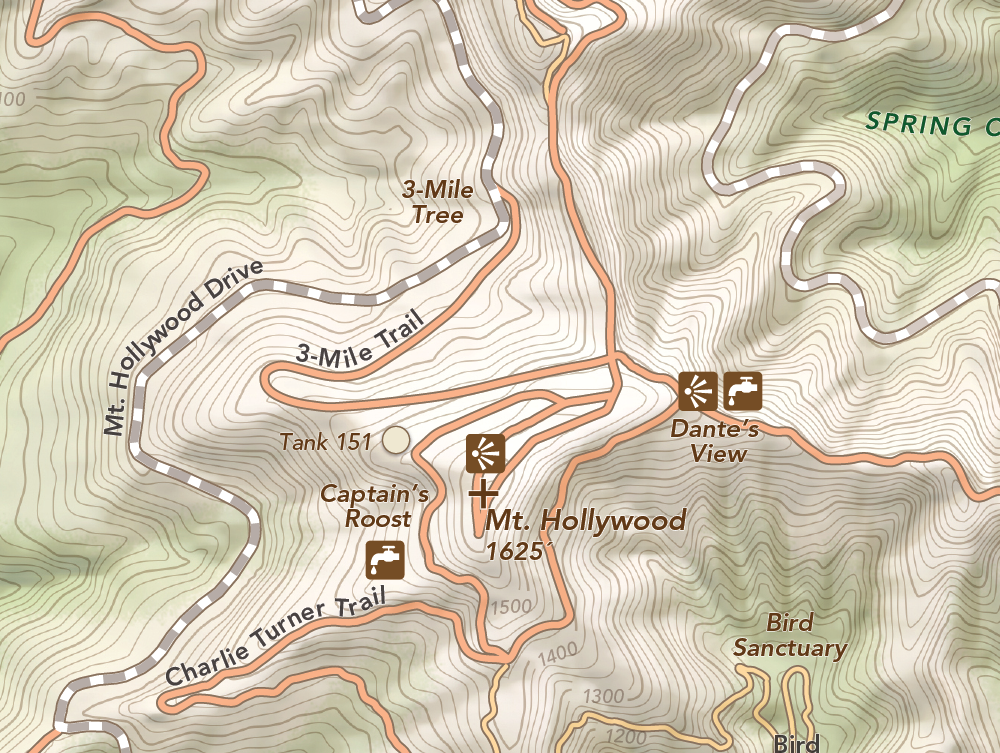 100
SPRING C
3-Mile
Tree
Mt. Hollywood Drive
3-Mile Trail
Dante's
View
Tank 151
Captain's
Roost
Mt. Hollywood
1625′
1500
Charlie Turner Trail
Bird
Sanctuary
1400
1300
1200
Bird